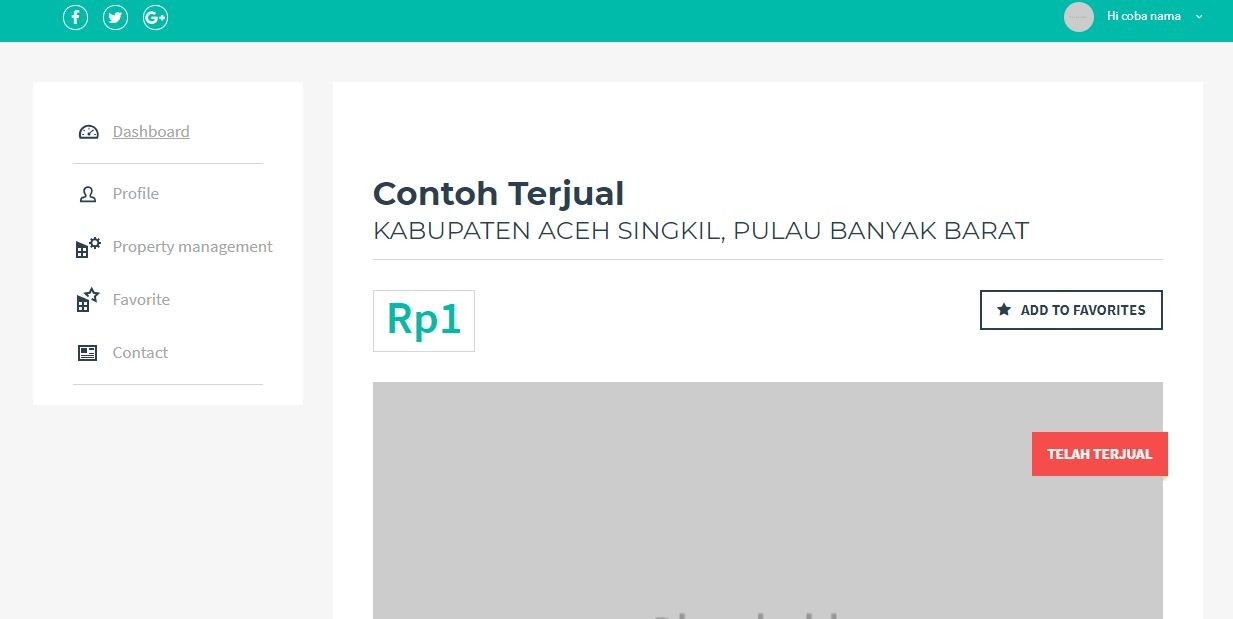 Hi coba nama
Dashboard
Profile
Property management
Favorite
Contact
Contoh Terjual
KABUPATEN ACEH SINGKIL, PULAU BANYAK BARAT
Rp1
ADD TO FAVORITES
TELAH TERJUAL